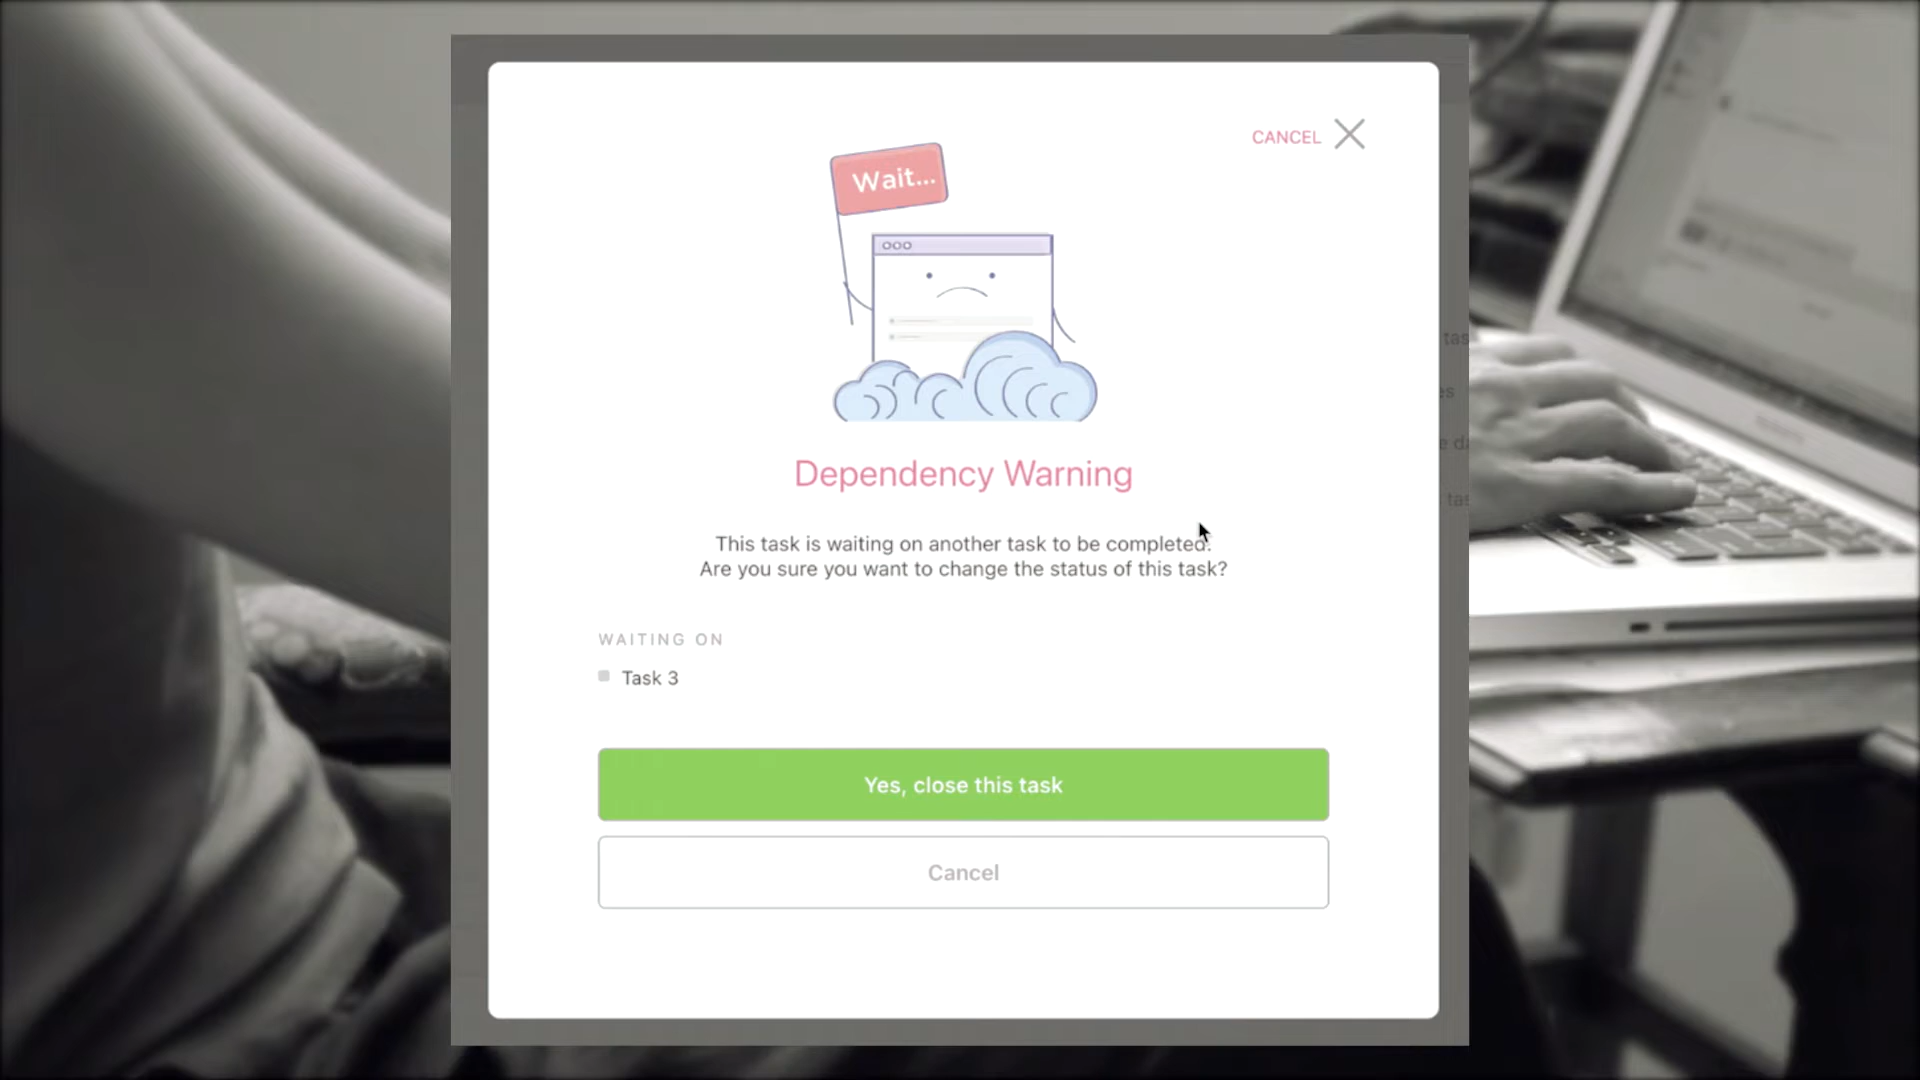 CANCEL
Wait...
Dependency Warning
This task is waiting on another task to be completed.
Are you sure you want to change the status of this task?
WAITING ON
Task 3
Yes, close this task
Cancel